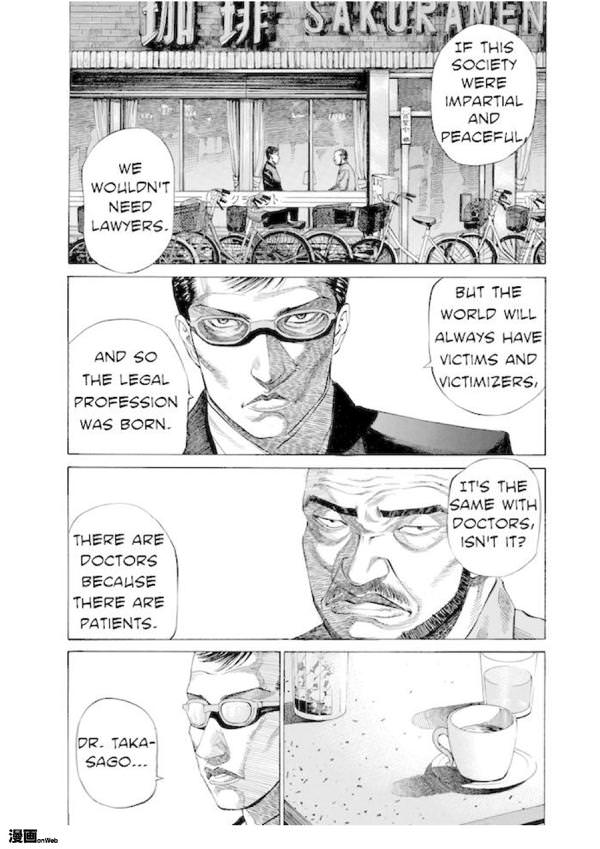 珈琲 SAKURAMEN
IF THIS
SOCIETY
WERE
IMPARTIAL
AND
PEACEFUL,
WE
WOULDN'T
NEED
LAWYERS.
BUT THE
WORLD WILL
ALWAYS HAVE
VICTIMS AND
VICTIMIZERS,
AND SO
THE LEGAL
PROFESSION
WAS BORN.
IT'S THE
SAME WITH
DOCTORS,
ISN'T IT?
THERE ARE
DOCTORS
BECAUSE
THERE ARE
PATIENTS.
DR. TAKA-
SAGO...
漫画onWeb